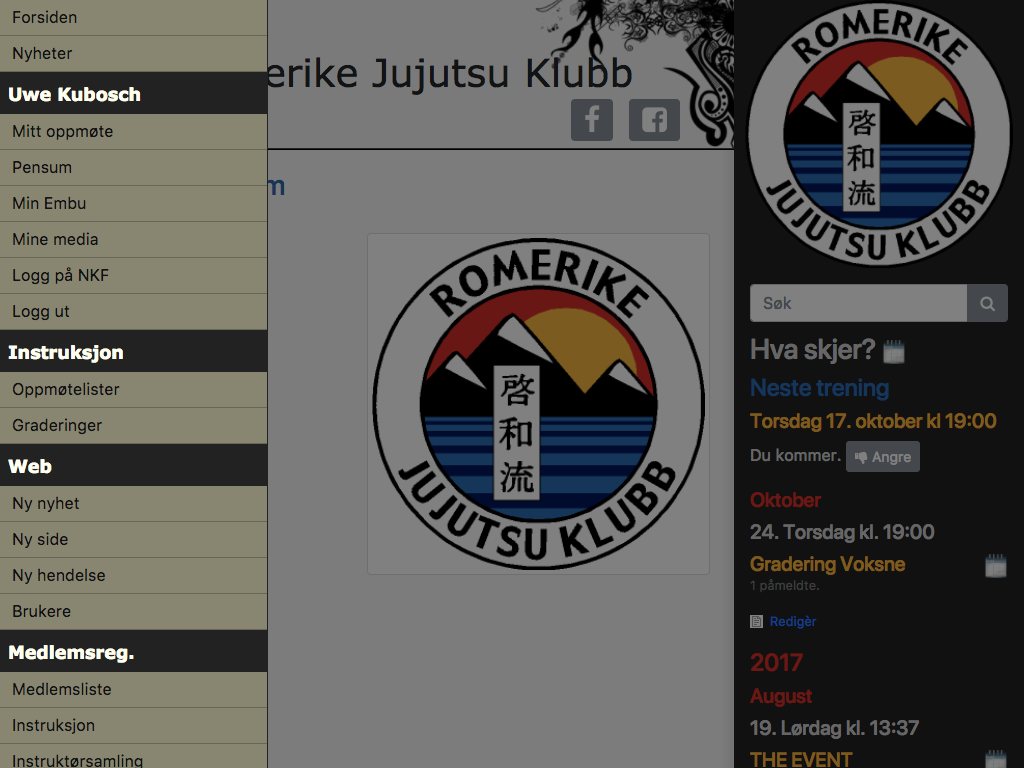 Forsiden
Nyheter
Uwe Kubosch
Mitt oppmøte
Pensum
Min Embu
Mine media
Logg på NKF
Logg ut
Instruksjon
Oppmøtelister
Graderinger
Web
Ny nyhet
Ny side
Ny hendelse
Brukere
Medlemsreg.
Medlemsliste
Instruksjon
Instruktørsamling
erike Jujutsu Klubb
m
ROMERIKE
啓和流
JUJUTSU KLUBB
ROMERIKE
啓和流
JUJUTSU KLUBB
Søk
Hva skjer?
Neste trening
Torsdag 17. oktober kl 19:00
Du kommer. Angre
Oktober
24. Torsdag kl. 19:00
Gradering Voksne
1 påmeldte.
Redigèr
2017
August
19. Lørdag kl. 13:37
THE EVENT